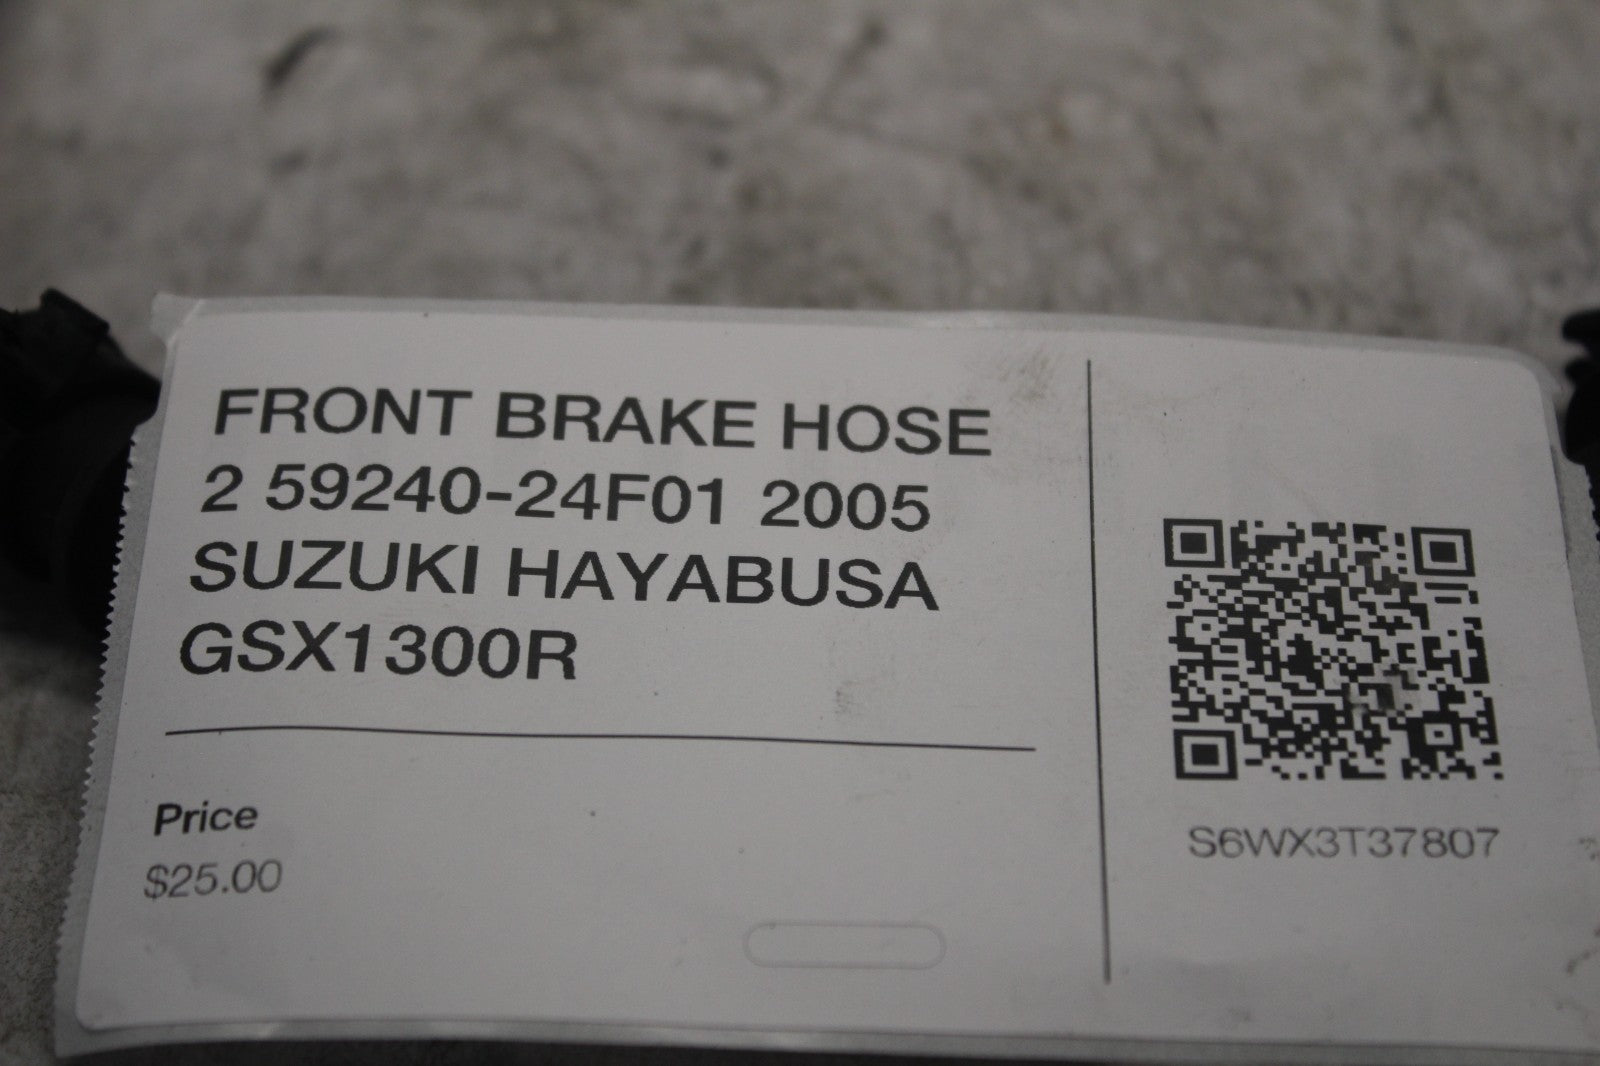 FRONT BRAKE HOSE
2 59240-24F01 2005
SUZUKI HAYABUSA
GSX1300R
Price
$25.00
S6WX3T37807